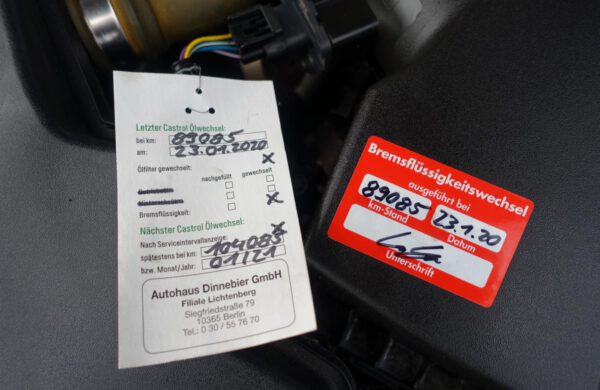 Letzter Castrol Ölwechsel:
bei km: 89085
am: 23.01.2020
Ölfilter gewechselt: X
nachgefüllt gewechselt
Bremsflüssigkeit: X
Nächster Castrol Ölwechsel:
Nach Serviceintervallanzeige: X
spätestens bei km: 104085
bzw. Monat/Jahr: 01/21
Autohaus Dinnebier GmbH
Filiale Lichtenberg
Siegfriedstraße 79
10365 Berlin
Tel.: 0 30 / 55 76 70
Bremsflüssigkeitswechsel
ausgeführt bei
89085 23.1.20
km-Stand Datum
Unterschrift